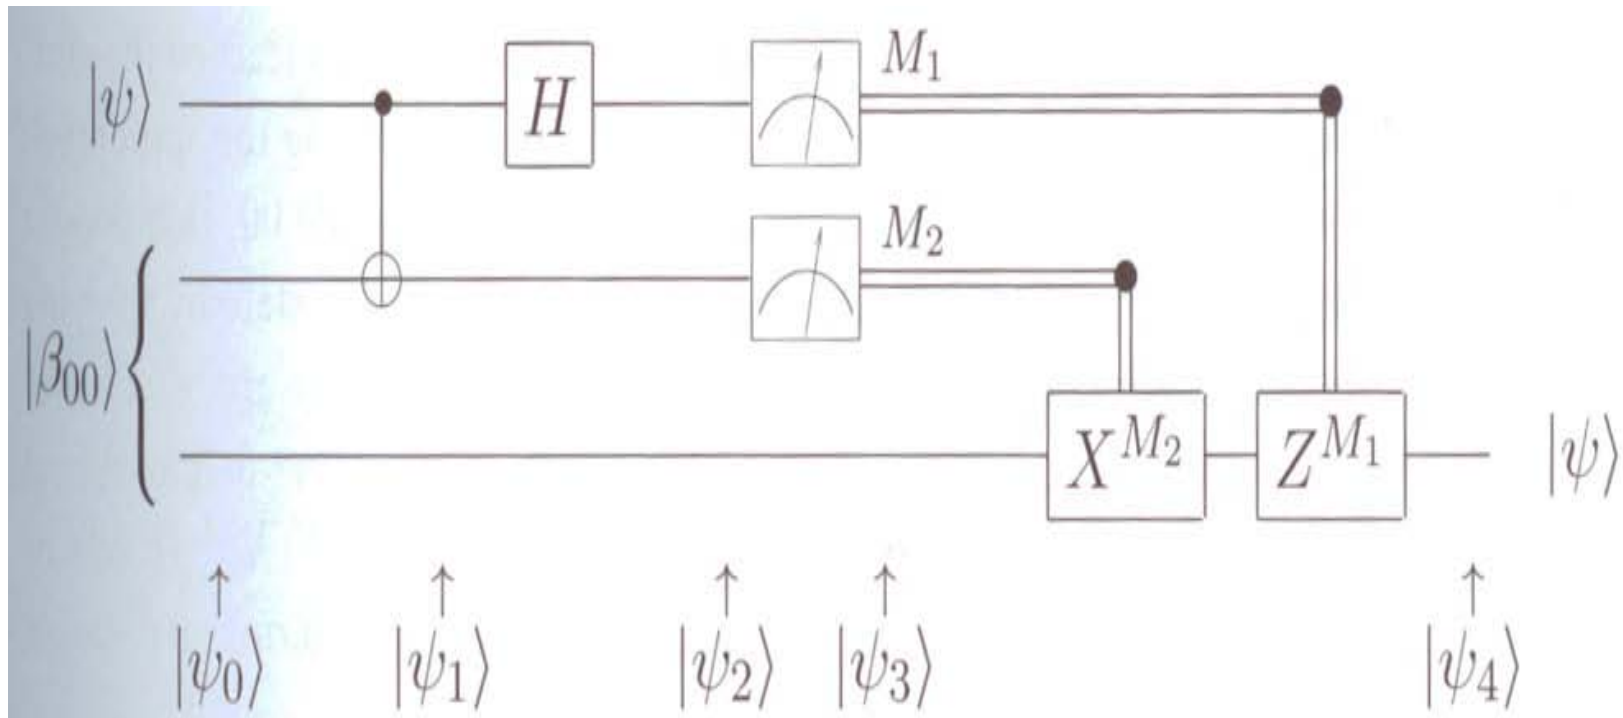 |ψ⟩ H M₁
M₂
|β₀₀⟩
X^{M₂} Z^{M₁} |ψ⟩
↑ ↑ ↑ ↑ ↑
|ψ₀⟩ |ψ₁⟩ |ψ₂⟩ |ψ₃⟩ |ψ₄⟩